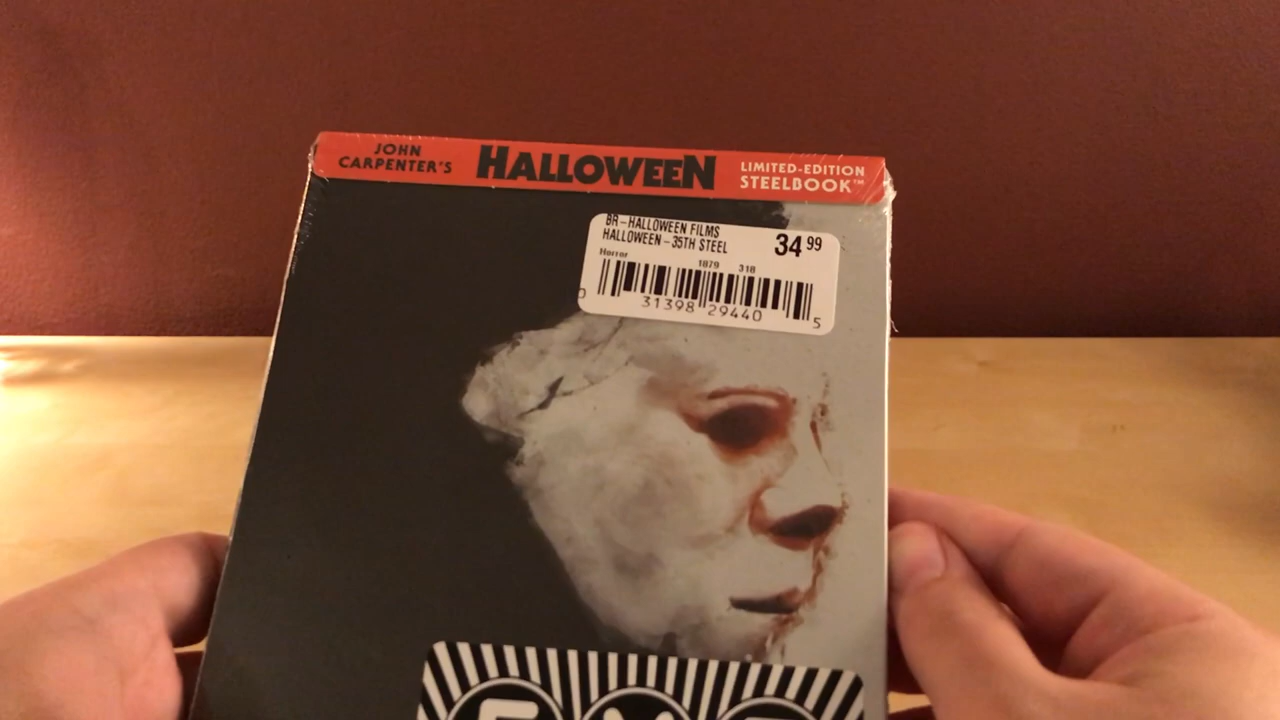 JOHN
CARPENTER'S
HALLOWEEN
LIMITED-EDITION
STEELBOOK™
BR-HALLOWEEN FILMS
HALLOWEEN-35TH STEEL
34.99
Horror 1879 318
0 31398 29440 5